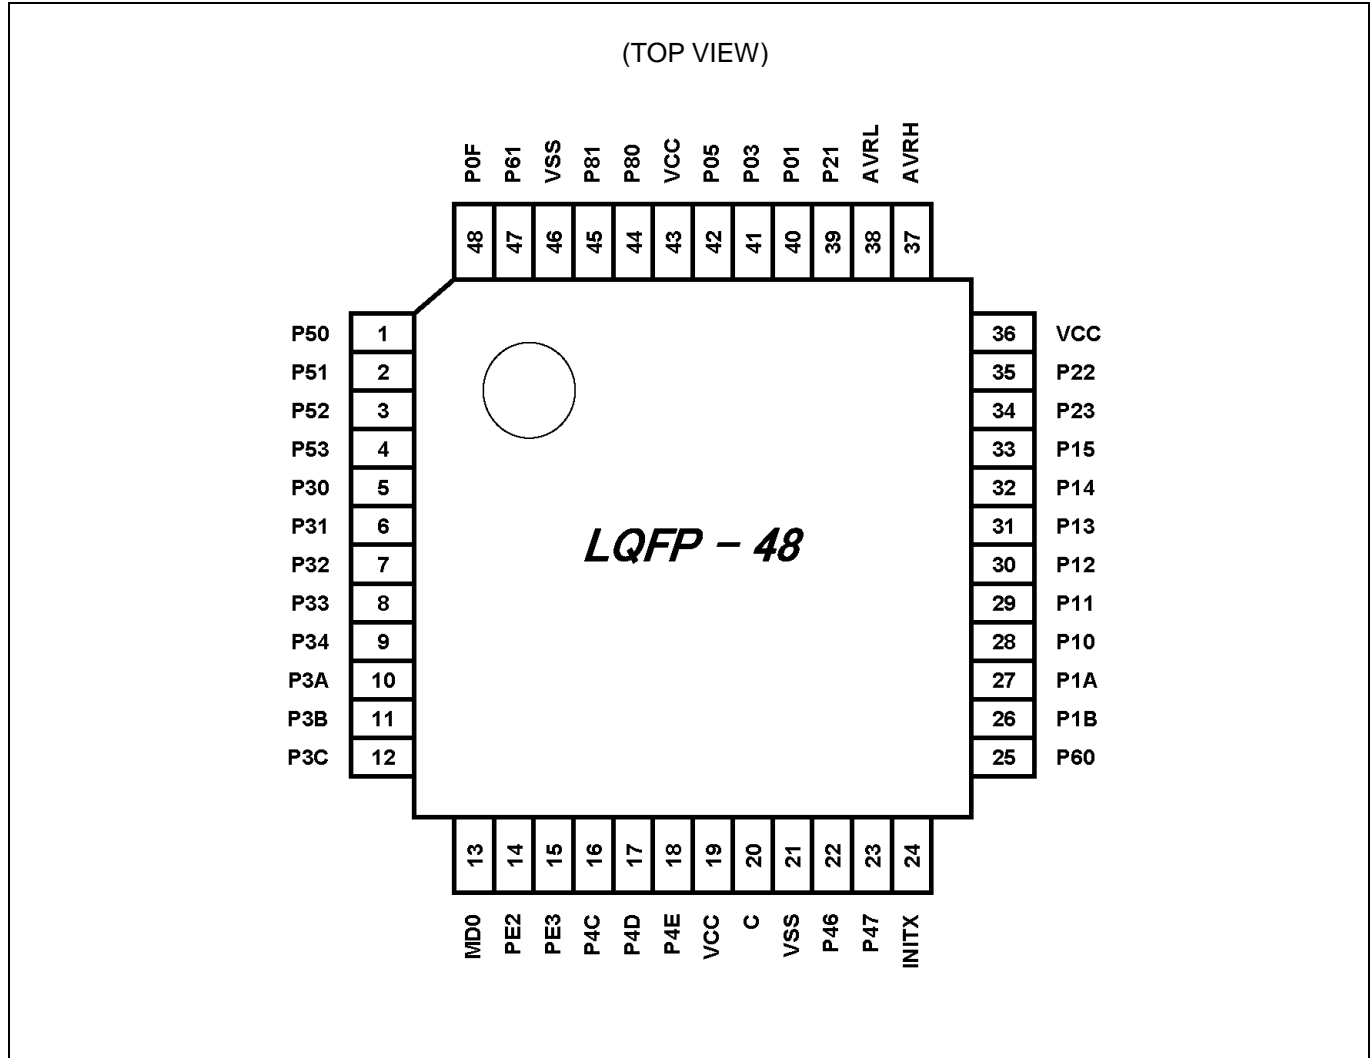 (TOP VIEW)
P0F P61 VSS P81 P80 VCC P05 P03 P01 P21 AVRL AVRH
48 47 46 45 44 43 42 41 40 39 38 37
P50 1 36 VCC
P51 2 35 P22
P52 3 34 P23
P53 4 33 P15
P30 5 32 P14
P31 6 31 P13
P32 7 30 P12
P33 8 29 P11
P34 9 28 P10
P3A 10 27 P1A
P3B 11 26 P1B
P3C 12 25 P60
LQFP - 48
13 14 15 16 17 18 19 20 21 22 23 24
MD0 PE2 PE3 P4C P4D P4E VCC C VSS P46 P47 INITX